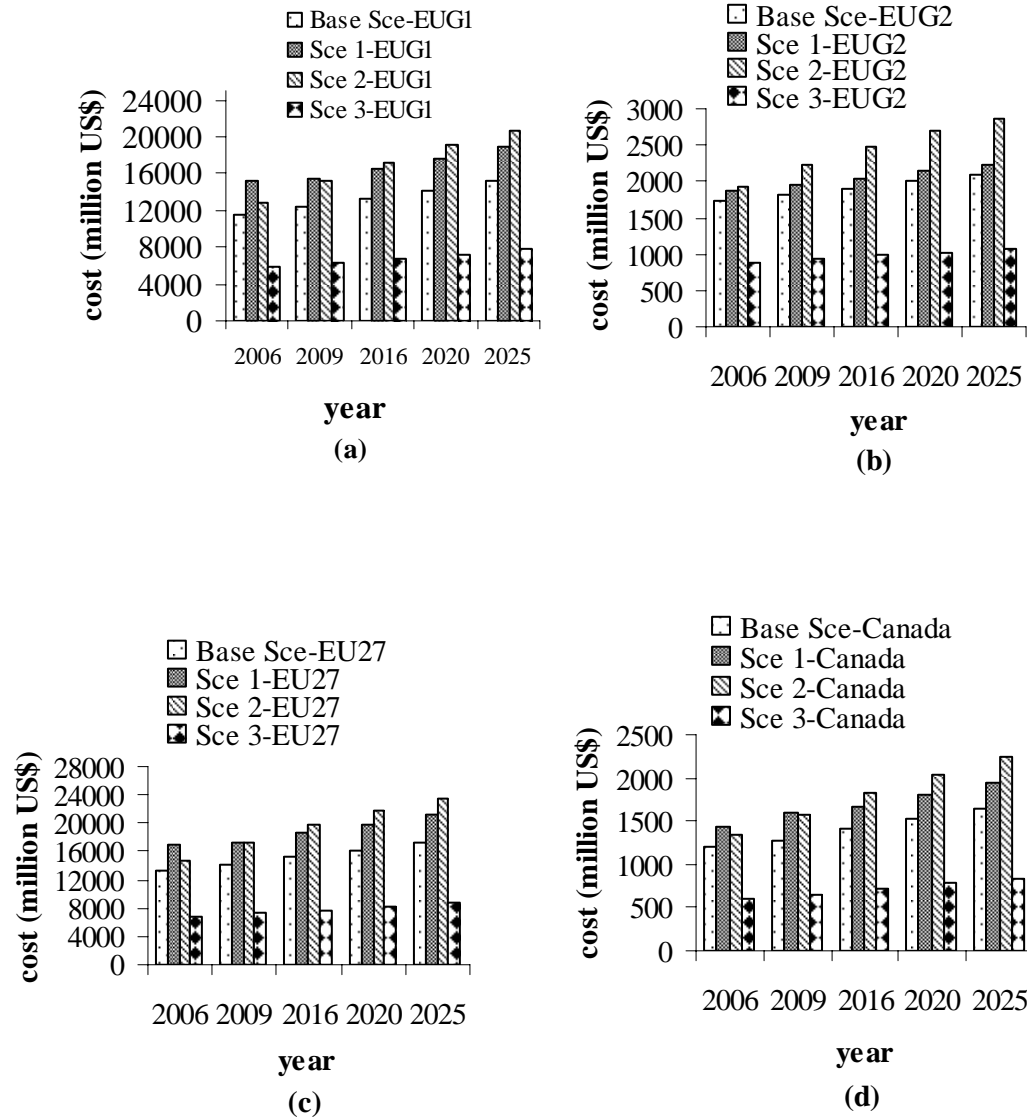 Base Sce-EUG1
Sce 1-EUG1
Sce 2-EUG1
Sce 3-EUG1
cost (million US$)
24000
20000
16000
12000
8000
4000
0
2006 2009 2016 2020 2025
year
(a)
Base Sce-EUG2
Sce 1-EUG2
Sce 2-EUG2
Sce 3-EUG2
cost (million US$)
3000
2500
2000
1500
1000
500
0
2006 2009 2016 2020 2025
year
(b)
Base Sce-EU27
Sce 1-EU27
Sce 2-EU27
Sce 3-EU27
cost (million US$)
28000
24000
20000
16000
12000
8000
4000
0
2006 2009 2016 2020 2025
year
(c)
Base Sce-Canada
Sce 1-Canada
Sce 2-Canada
Sce 3-Canada
cost (million US$)
2500
2000
1500
1000
500
0
2006 2009 2016 2020 2025
year
(d)